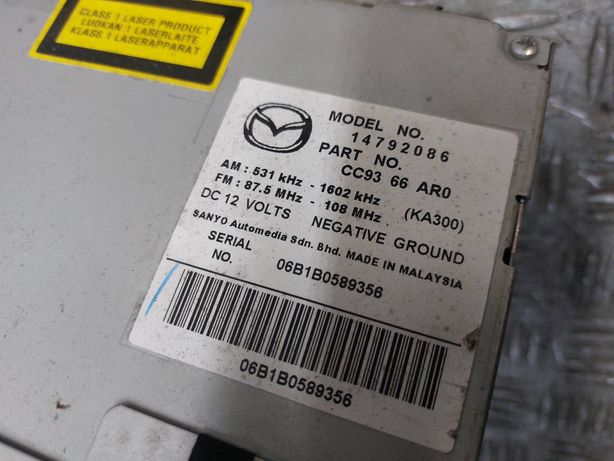 CLASS 1 LASER PRODUCT
LUOKAN 1 LASERLAITE
KLASS 1 LASERAPPARAT
MODEL NO.
14792086
PART NO.
CC93 66 AR0
AM : 531 kHz - 1602 kHz
FM : 87.5 MHz - 108 MHz (KA300)
DC 12 VOLTS NEGATIVE GROUND
SANYO Automedia Sdn. Bhd. MADE IN MALAYSIA
SERIAL NO. 06B1B0589356
06B1B0589356